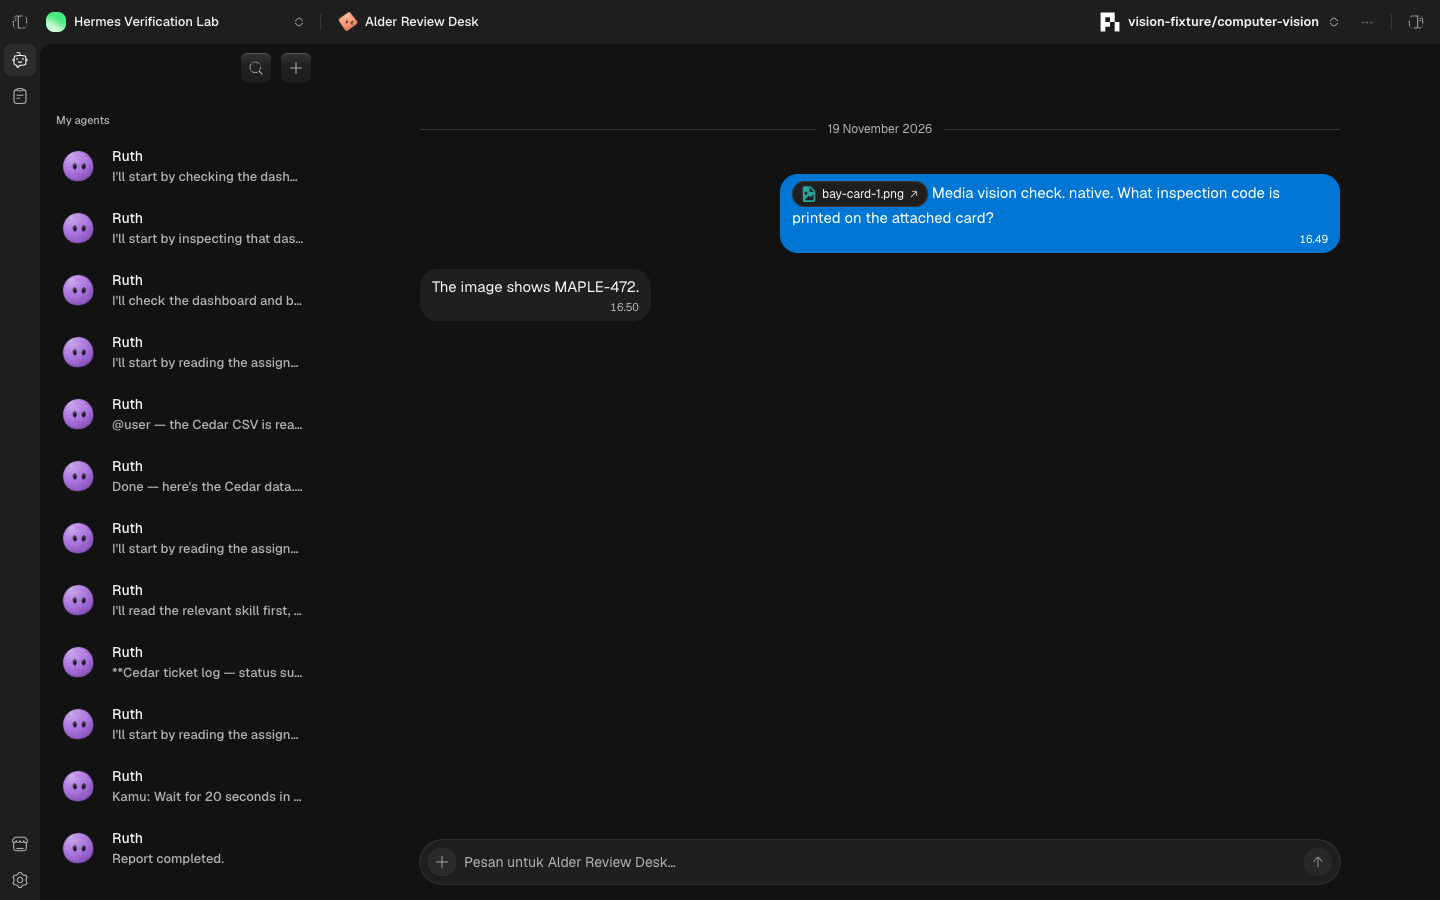 Hermes Verification Lab
Alder Review Desk
vision-fixture/computer-vision
My agents
Ruth
I'll start by checking the dash...
Ruth
I'll start by inspecting that das...
Ruth
I'll check the dashboard and b...
Ruth
I'll start by reading the assign...
Ruth
@user — the Cedar CSV is rea...
Ruth
Done — here's the Cedar data....
Ruth
I'll start by reading the assign...
Ruth
I'll read the relevant skill first, ...
Ruth
**Cedar ticket log — status su...
Ruth
I'll start by reading the assign...
Ruth
Kamu: Wait for 20 seconds in ...
Ruth
Report completed.
19 November 2026
bay-card-1.png ↗ Media vision check. native. What inspection code is
printed on the attached card?
16.49
The image shows MAPLE-472.
16.50
Pesan untuk Alder Review Desk...